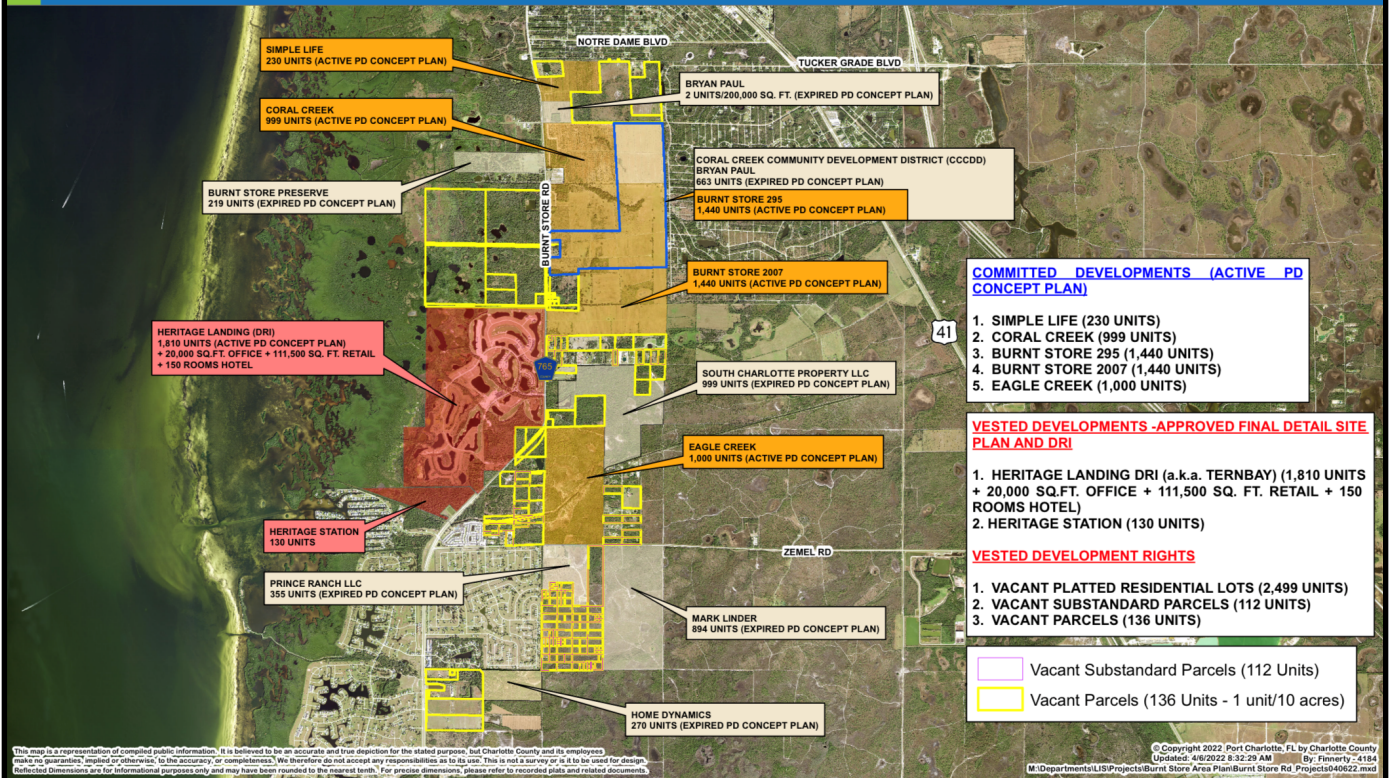 NOTRE DAME BLVD
TUCKER GRADE BLVD
SIMPLE LIFE
230 UNITS (ACTIVE PD CONCEPT PLAN)
BRYAN PAUL
2 UNITS/200,000 SQ. FT. (EXPIRED PD CONCEPT PLAN)
CORAL CREEK
999 UNITS (ACTIVE PD CONCEPT PLAN)
CORAL CREEK COMMUNITY DEVELOPMENT DISTRICT (CCCDD)
BRYAN PAUL
663 UNITS (EXPIRED PD CONCEPT PLAN)
BURNT STORE 295
1,440 UNITS (ACTIVE PD CONCEPT PLAN)
BURNT STORE PRESERVE
219 UNITS (EXPIRED PD CONCEPT PLAN)
BURNT STORE RD
BURNT STORE 2007
1,440 UNITS (ACTIVE PD CONCEPT PLAN)
HERITAGE LANDING (DRI)
1,810 UNITS (ACTIVE PD CONCEPT PLAN)
+ 20,000 SQ.FT. OFFICE + 111,500 SQ. FT. RETAIL
+ 150 ROOMS HOTEL
765
41
SOUTH CHARLOTTE PROPERTY LLC
999 UNITS (EXPIRED PD CONCEPT PLAN)
EAGLE CREEK
1,000 UNITS (ACTIVE PD CONCEPT PLAN)
HERITAGE STATION
130 UNITS
ZEMEL RD
PRINCE RANCH LLC
355 UNITS (EXPIRED PD CONCEPT PLAN)
MARK LINDER
894 UNITS (EXPIRED PD CONCEPT PLAN)
HOME DYNAMICS
270 UNITS (EXPIRED PD CONCEPT PLAN)
COMMITTED DEVELOPMENTS (ACTIVE PD
CONCEPT PLAN)
1. SIMPLE LIFE (230 UNITS)
2. CORAL CREEK (999 UNITS)
3. BURNT STORE 295 (1,440 UNITS)
4. BURNT STORE 2007 (1,440 UNITS)
5. EAGLE CREEK (1,000 UNITS)
VESTED DEVELOPMENTS -APPROVED FINAL DETAIL SITE
PLAN AND DRI
1. HERITAGE LANDING DRI (a.k.a. TERNBAY) (1,810 UNITS
+ 20,000 SQ.FT. OFFICE + 111,500 SQ. FT. RETAIL + 150
ROOMS HOTEL)
2. HERITAGE STATION (130 UNITS)
VESTED DEVELOPMENT RIGHTS
1. VACANT PLATTED RESIDENTIAL LOTS (2,499 UNITS)
2. VACANT SUBSTANDARD PARCELS (112 UNITS)
3. VACANT PARCELS (136 UNITS)
Vacant Substandard Parcels (112 Units)
Vacant Parcels (136 Units - 1 unit/10 acres)
This map is a representation of compiled public information. It is believed to be an accurate and true depiction for the stated purpose, but Charlotte County and its employees
make no guaranties, implied or otherwise, to the accuracy, or completeness. We therefore do not accept any responsibilities as to its use. This is not a survey or is it to be used for design.
Reflected Dimensions are for Informational purposes only and may have been rounded to the nearest tenth. For precise dimensions, please refer to recorded plats and related documents.
© Copyright 2022 Port Charlotte, FL by Charlotte County
Updated: 4/6/2022 8:32:29 AM By: Finnerty - 4184
M:\Departments\LIS\Projects\Burnt Store Area Plan\Burnt Store Rd_Projects040622.mxd